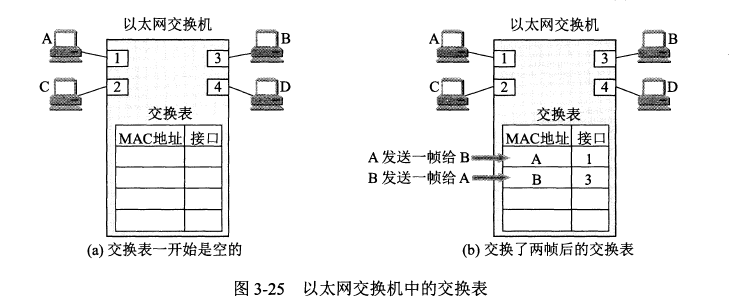 以太网交换机
A 1 3 B
C 2 4 D
交换表
MAC地址 接口
(a) 交换表一开始是空的
以太网交换机
A 1 3 B
C 2 4 D
交换表
MAC地址 接口
A 发送一帧给 B A 1
B 发送一帧给 A B 3
(b) 交换了两帧后的交换表
图 3-25 以太网交换机中的交换表